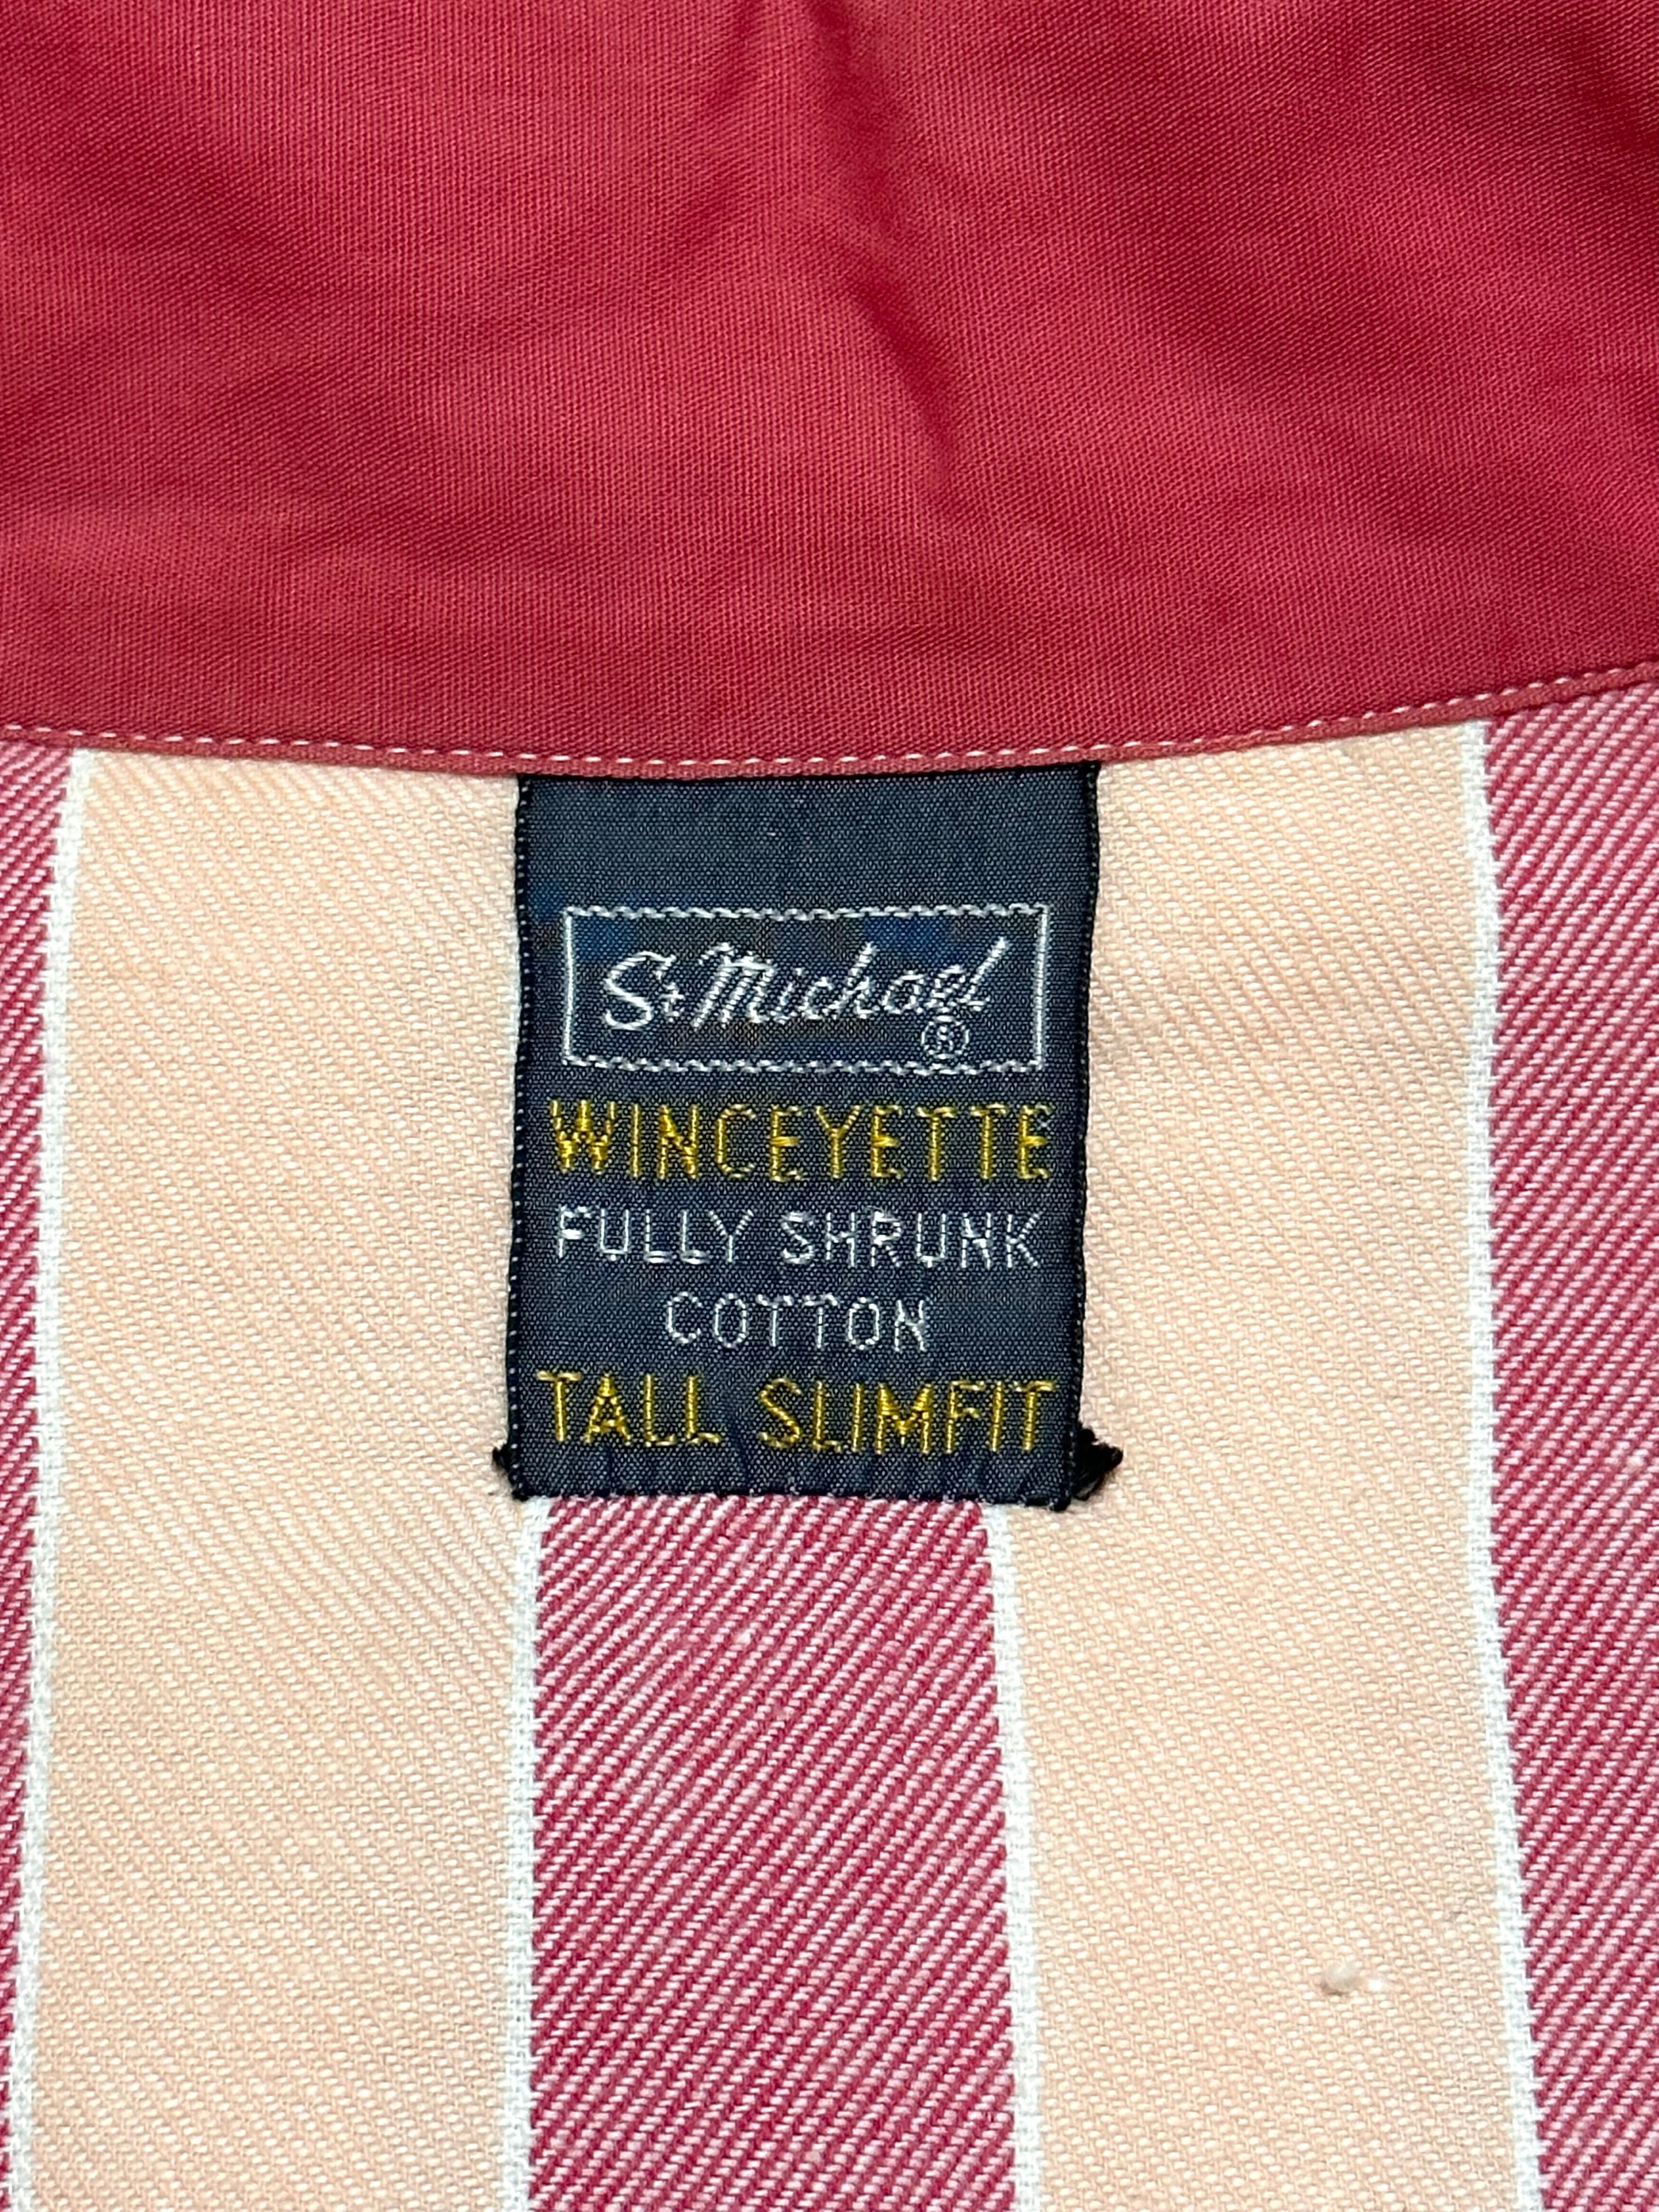 St Michael®
WINCEYETTE
FULLY SHRUNK
COTTON
TALL SLIMFIT